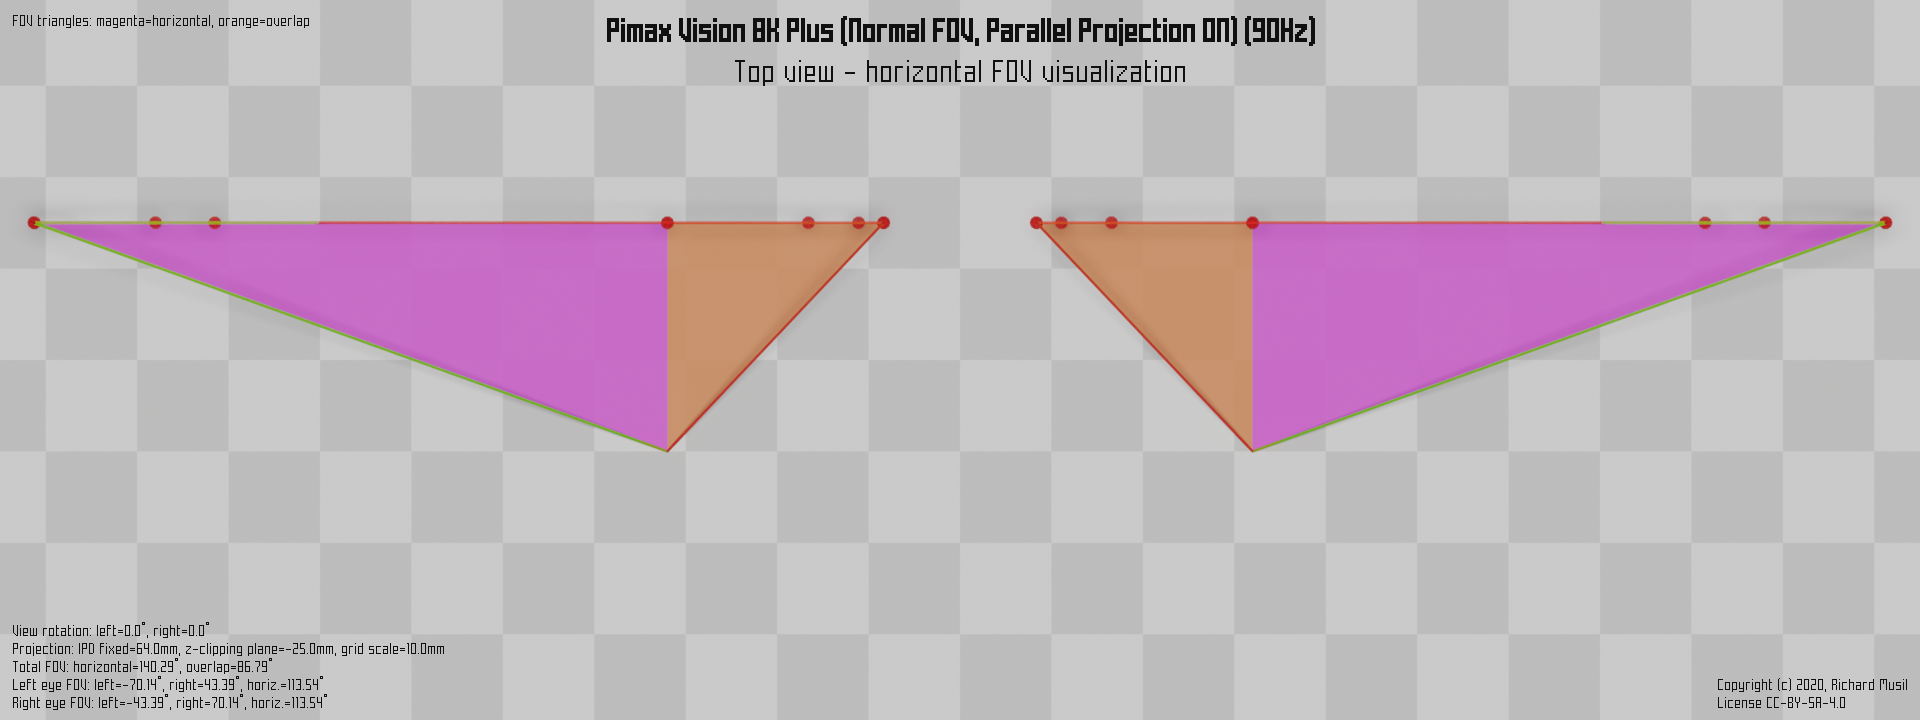 FOV triangles: magenta=horizontal, orange=overlap
Pimax Vision 8K Plus (Normal FOV, Parallel Projection ON) (90Hz)
Top view - horizontal FOV visualization
View rotation: left=0.0°, right=0.0°
Projection: IPD fixed=64.0mm, z-clipping plane=-25.0mm, grid scale=10.0mm
Total FOV: horizontal=140.29°, overlap=86.79°
Left eye FOV: left=-70.14°, right=43.39°, horiz.=113.54°
Right eye FOV: left=-43.39°, right=70.14°, horiz.=113.54°
Copyright (c) 2020, Richard Musil
License CC-BY-SA-4.0